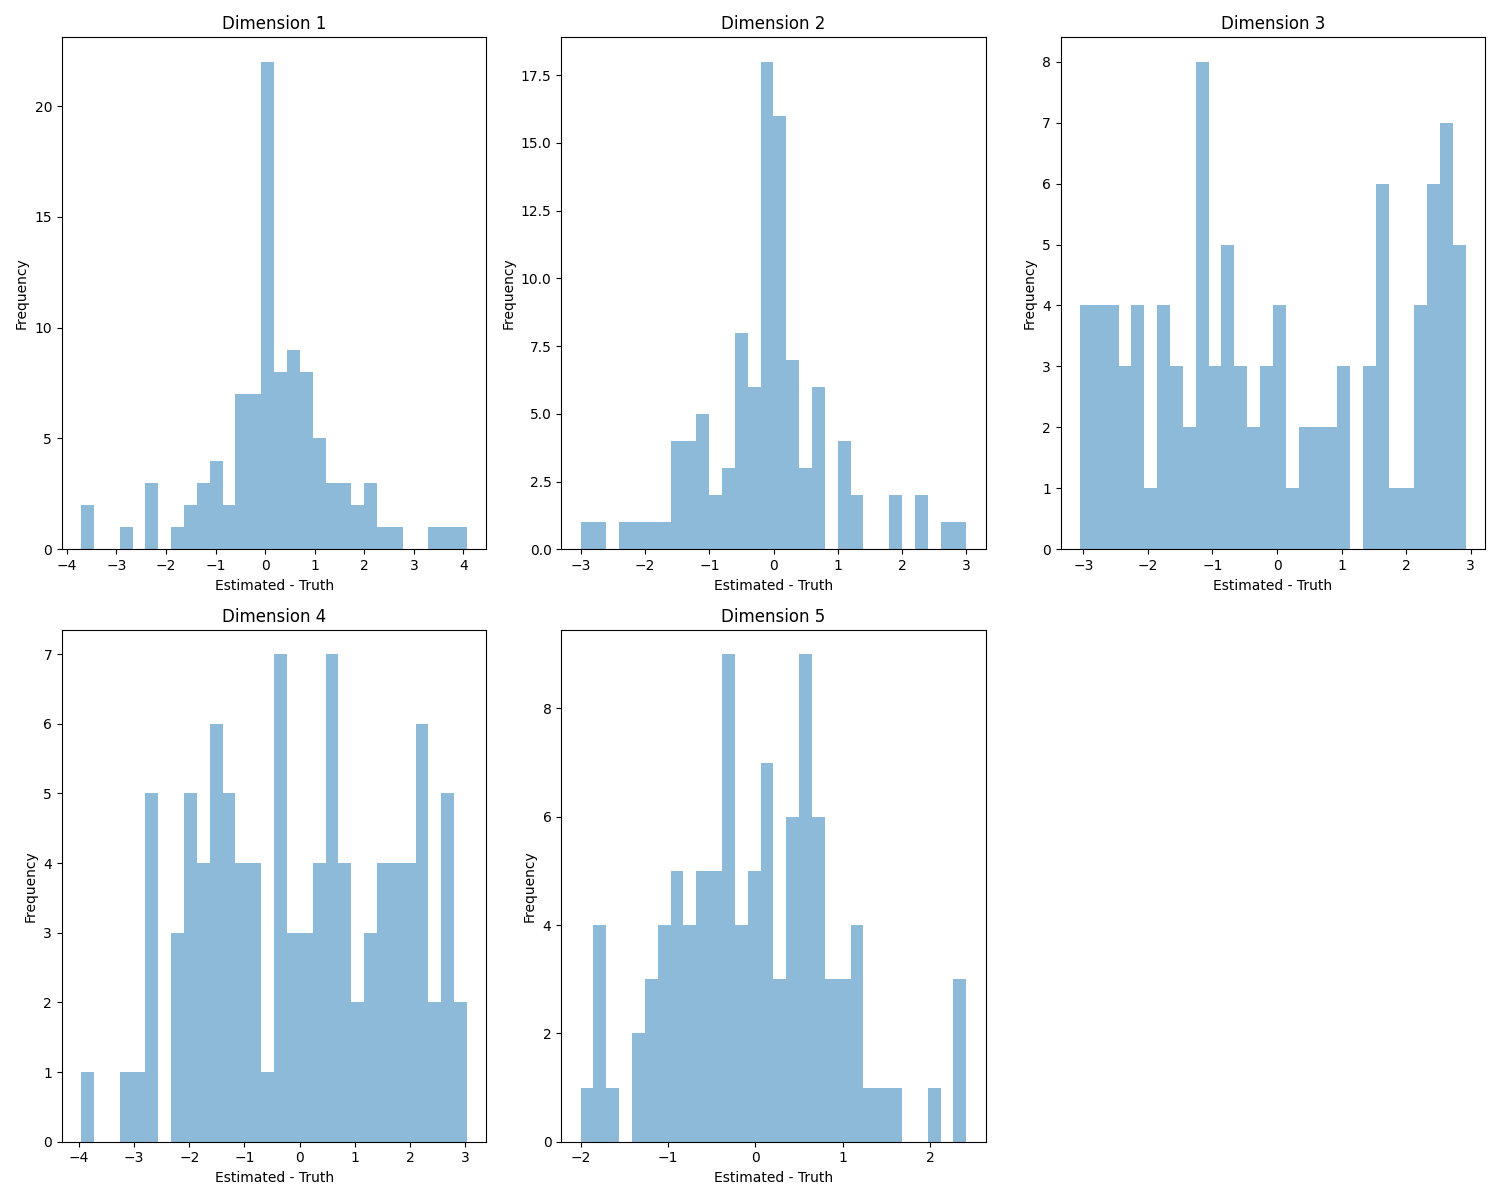 Dimension 1
Frequency
20
15
10
5
0
−4 −3 −2 −1 0 1 2 3 4
Estimated - Truth
Dimension 2
Frequency
17.5
15.0
12.5
10.0
7.5
5.0
2.5
0.0
−3 −2 −1 0 1 2 3
Estimated - Truth
Dimension 3
Frequency
8
7
6
5
4
3
2
1
0
−3 −2 −1 0 1 2 3
Estimated - Truth
Dimension 4
Frequency
7
6
5
4
3
2
1
0
−4 −3 −2 −1 0 1 2 3
Estimated - Truth
Dimension 5
Frequency
8
6
4
2
0
−2 −1 0 1 2
Estimated - Truth